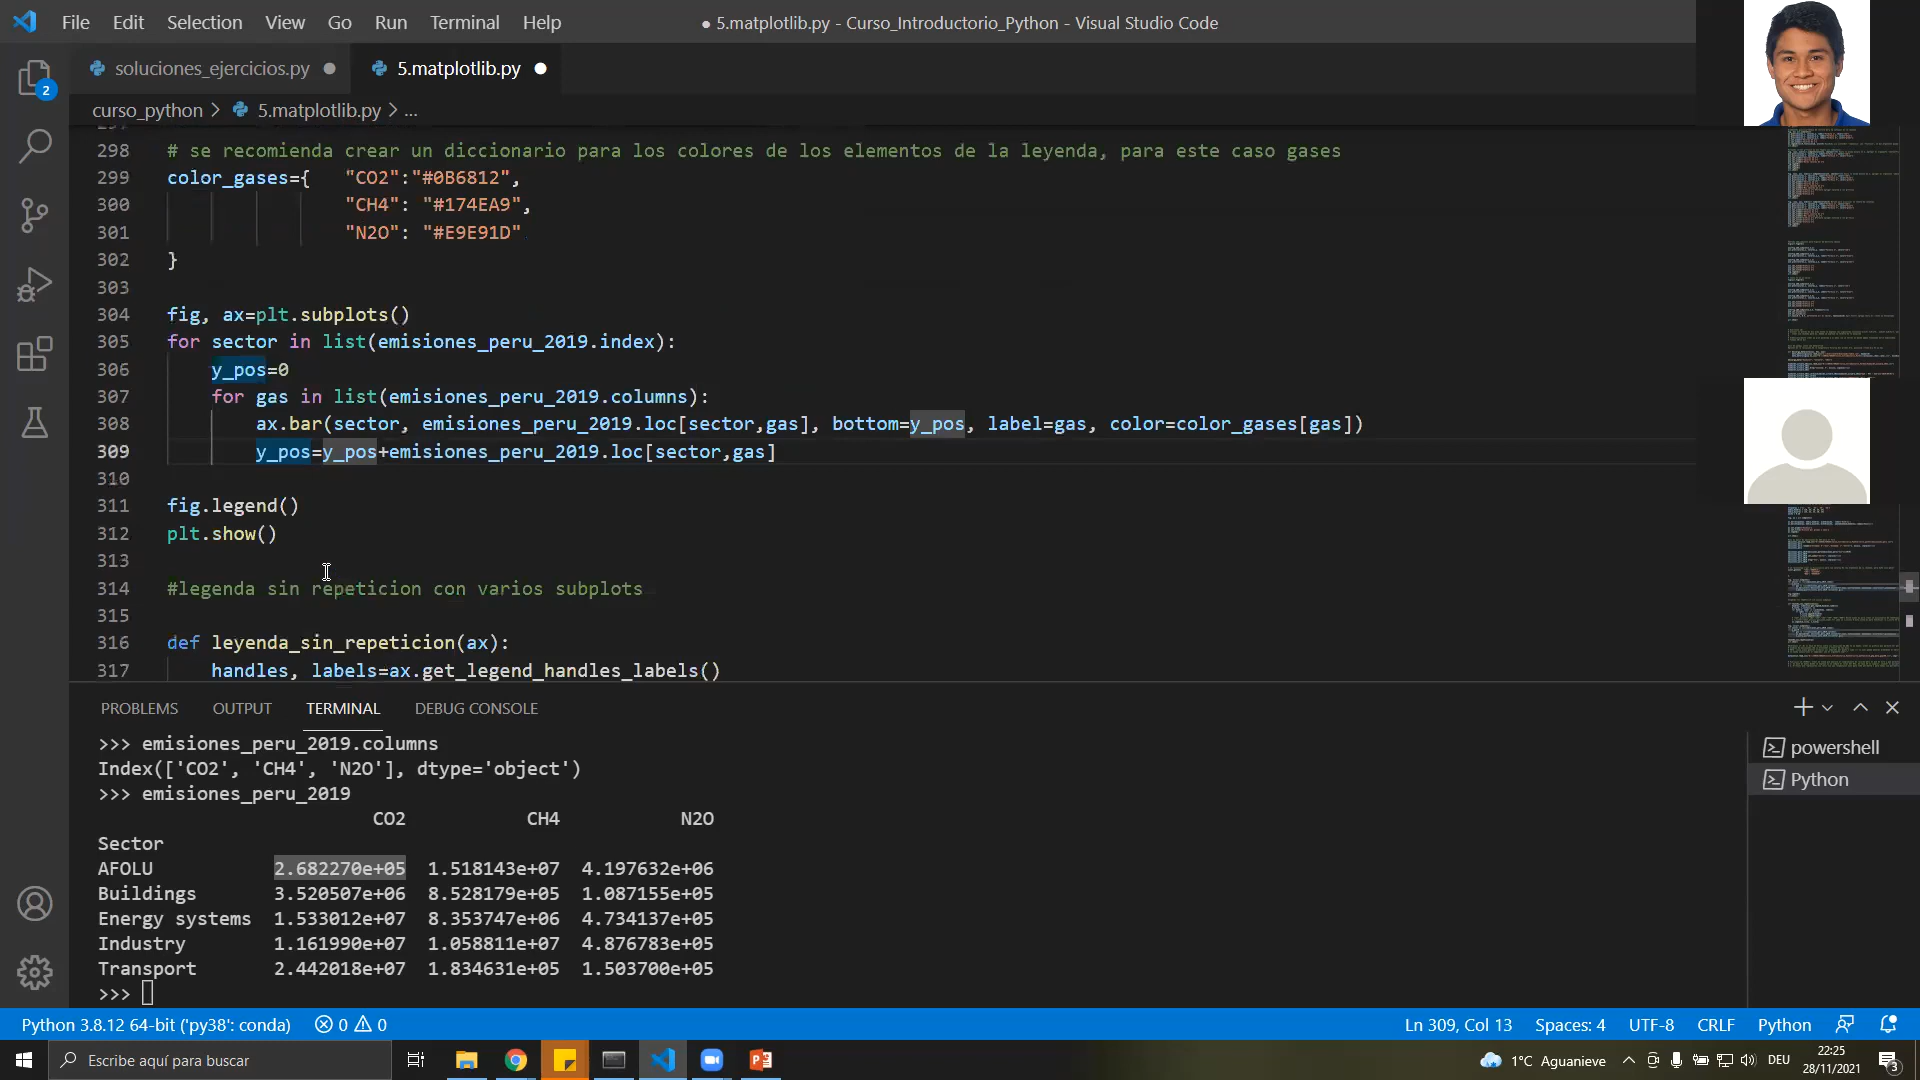 File Edit Selection View Go Run Terminal Help
● 5.matplotlib.py - Curso_Introductorio_Python - Visual Studio Code
soluciones_ejercicios.py ● 5.matplotlib.py ●
2
curso_python > 5.matplotlib.py > ...
298 # se recomienda crear un diccionario para los colores de los elementos de la leyenda, para este caso gases
299 color_gases={ "CO2":"#0B6812",
300 "CH4": "#174EA9",
301 "N2O": "#E9E91D"
302 }
303
304 fig, ax=plt.subplots()
305 for sector in list(emisiones_peru_2019.index):
306 y_pos=0
307 for gas in list(emisiones_peru_2019.columns):
308 ax.bar(sector, emisiones_peru_2019.loc[sector,gas], bottom=y_pos, label=gas, color=color_gases[gas])
309 y_pos=y_pos+emisiones_peru_2019.loc[sector,gas]
310
311 fig.legend()
312 plt.show()
313
314 #legenda sin repeticion con varios subplots
315
316 def leyenda_sin_repeticion(ax):
317 handles, labels=ax.get_legend_handles_labels()
PROBLEMS OUTPUT TERMINAL DEBUG CONSOLE
>>> emisiones_peru_2019.columns
Index(['CO2', 'CH4', 'N2O'], dtype='object')
>>> emisiones_peru_2019
CO2 CH4 N2O
Sector
AFOLU 2.682270e+05 1.518143e+07 4.197632e+06
Buildings 3.520507e+06 8.528179e+05 1.087155e+05
Energy systems 1.533012e+07 8.353747e+06 4.734137e+05
Industry 1.161990e+07 1.058811e+07 4.876783e+05
Transport 2.442018e+07 1.834631e+05 1.503700e+05
>>>
powershell
Python
Python 3.8.12 64-bit ('py38': conda) 0 0 Ln 309, Col 13 Spaces: 4 UTF-8 CRLF Python
Escribe aquí para buscar
1°C Aguanieve
DEU
22:25
28/11/2021
3